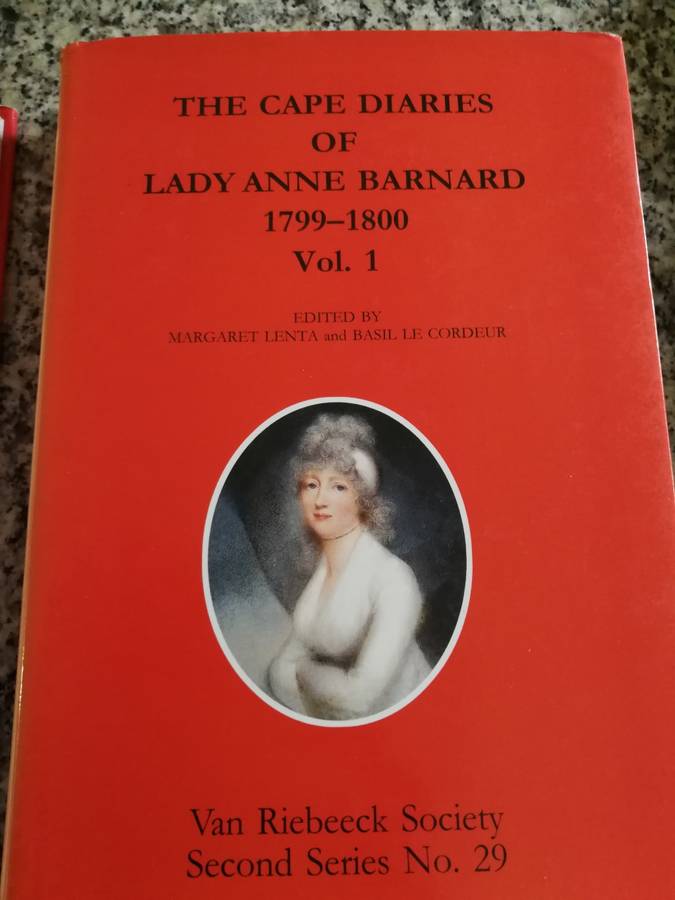 THE CAPE DIARIES
OF
LADY ANNE BARNARD
1799–1800
Vol. 1
EDITED BY
MARGARET LENTA and BASIL LE CORDEUR
Van Riebeeck Society
Second Series No. 29